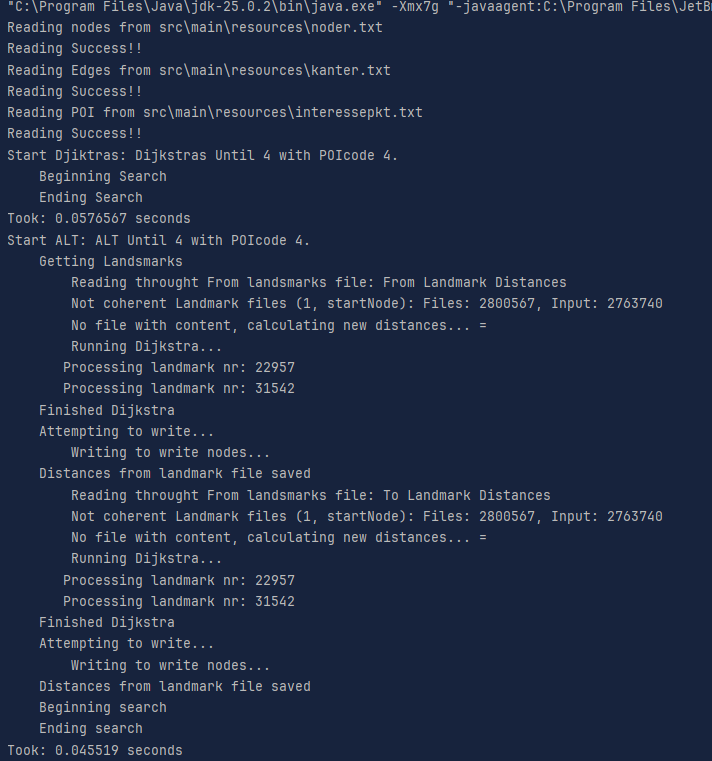 "C:\Program Files\Java\jdk-25.0.2\bin\java.exe" -Xmx7g "-javaagent:C:\Program Files\JetB
Reading nodes from src\main\resources\noder.txt
Reading Success!!
Reading Edges from src\main\resources\kanter.txt
Reading Success!!
Reading POI from src\main\resources\interessepkt.txt
Reading Success!!
Start Djiktras: Dijkstras Until 4 with POIcode 4.
Beginning Search
Ending Search
Took: 0.0576567 seconds
Start ALT: ALT Until 4 with POIcode 4.
Getting Landsmarks
Reading throught From landsmarks file: From Landmark Distances
Not coherent Landmark files (1, startNode): Files: 2800567, Input: 2763740
No file with content, calculating new distances... =
Running Dijkstra...
Processing landmark nr: 22957
Processing landmark nr: 31542
Finished Dijkstra
Attempting to write...
Writing to write nodes...
Distances from landmark file saved
Reading throught From landsmarks file: To Landmark Distances
Not coherent Landmark files (1, startNode): Files: 2800567, Input: 2763740
No file with content, calculating new distances... =
Running Dijkstra...
Processing landmark nr: 22957
Processing landmark nr: 31542
Finished Dijkstra
Attempting to write...
Writing to write nodes...
Distances from landmark file saved
Beginning search
Ending search
Took: 0.045519 seconds